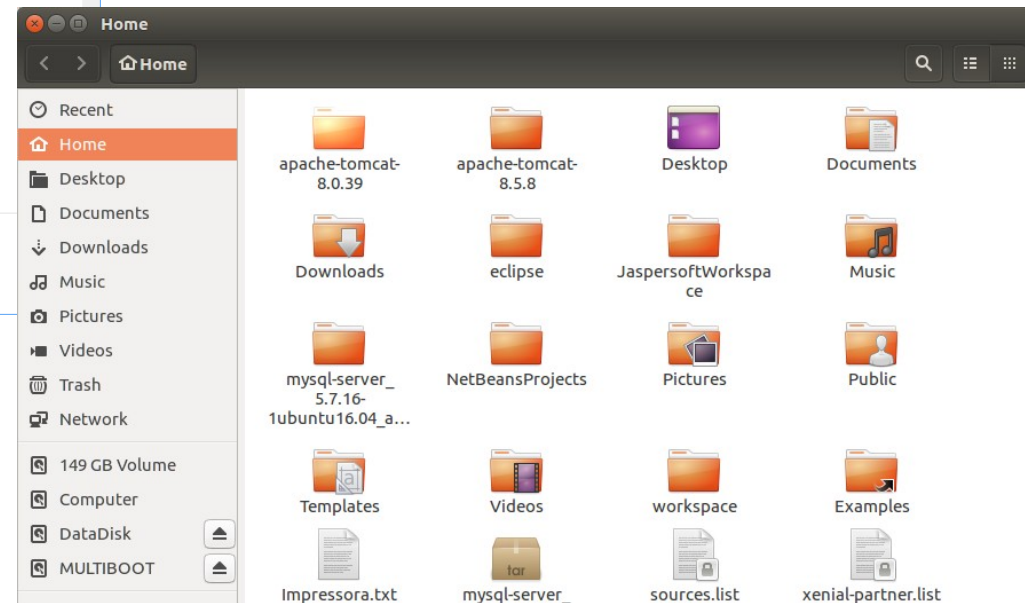 Home
Home
Recent
Home
Desktop
Documents
Downloads
Music
Pictures
Videos
Trash
Network
149 GB Volume
Computer
DataDisk
MULTIBOOT
apache-tomcat-
8.0.39
apache-tomcat-
8.5.8
Desktop
Documents
Downloads
eclipse
JaspersoftWorkspa
ce
Music
mysql-server_
5.7.16-
1ubuntu16.04_a...
NetBeansProjects
Pictures
Public
Templates
Videos
workspace
Examples
Impressora.txt
tar
mysql-server_
sources.list
xenial-partner.list